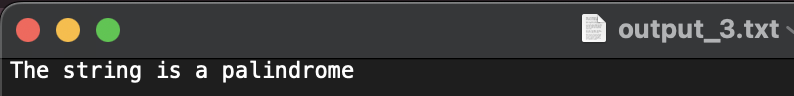 output_3.txt
The string is a palindrome